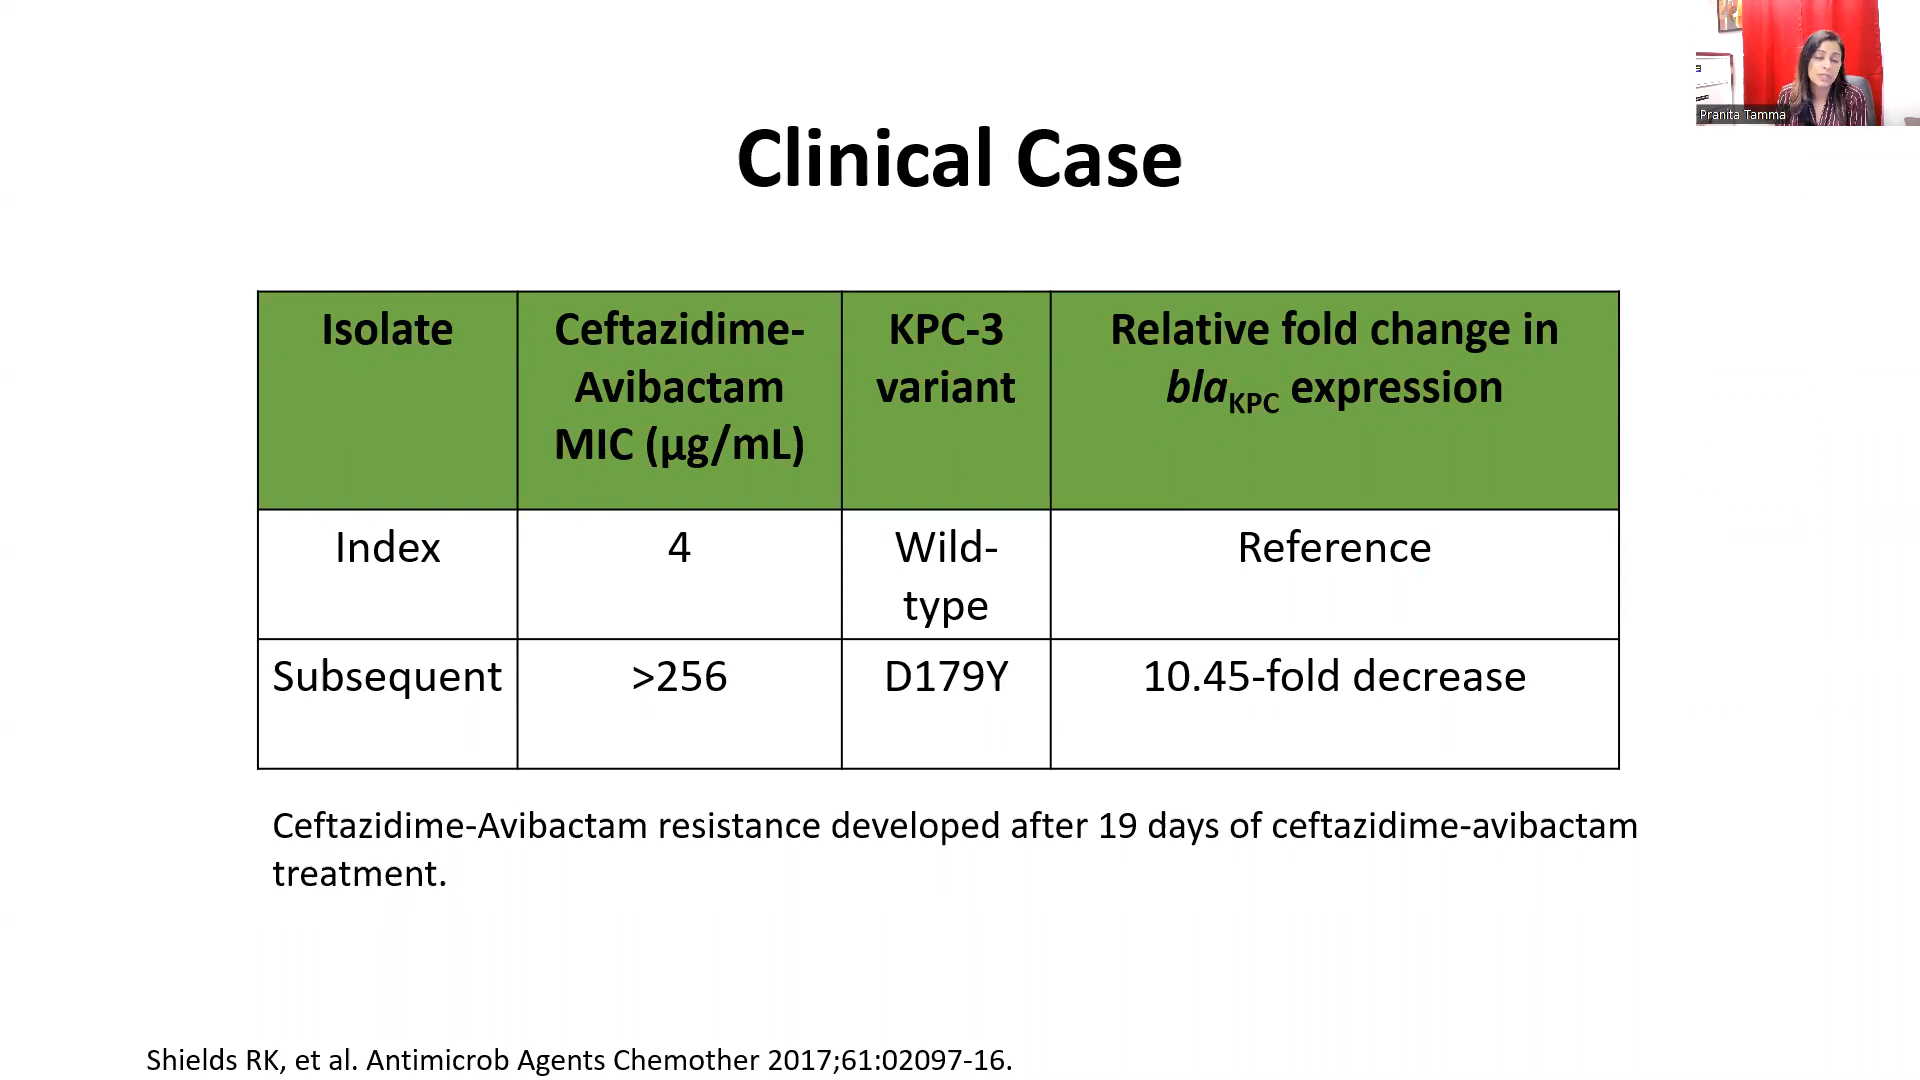 Pranita Tamma
Clinical Case
Isolate
Ceftazidime-
Avibactam
MIC (µg/mL)
KPC-3
variant
Relative fold change in
blaKPC expression
Index
4
Wild-
type
Reference
Subsequent
>256
D179Y
10.45-fold decrease
Ceftazidime-Avibactam resistance developed after 19 days of ceftazidime-avibactam
treatment.
Shields RK, et al. Antimicrob Agents Chemother 2017;61:02097-16.